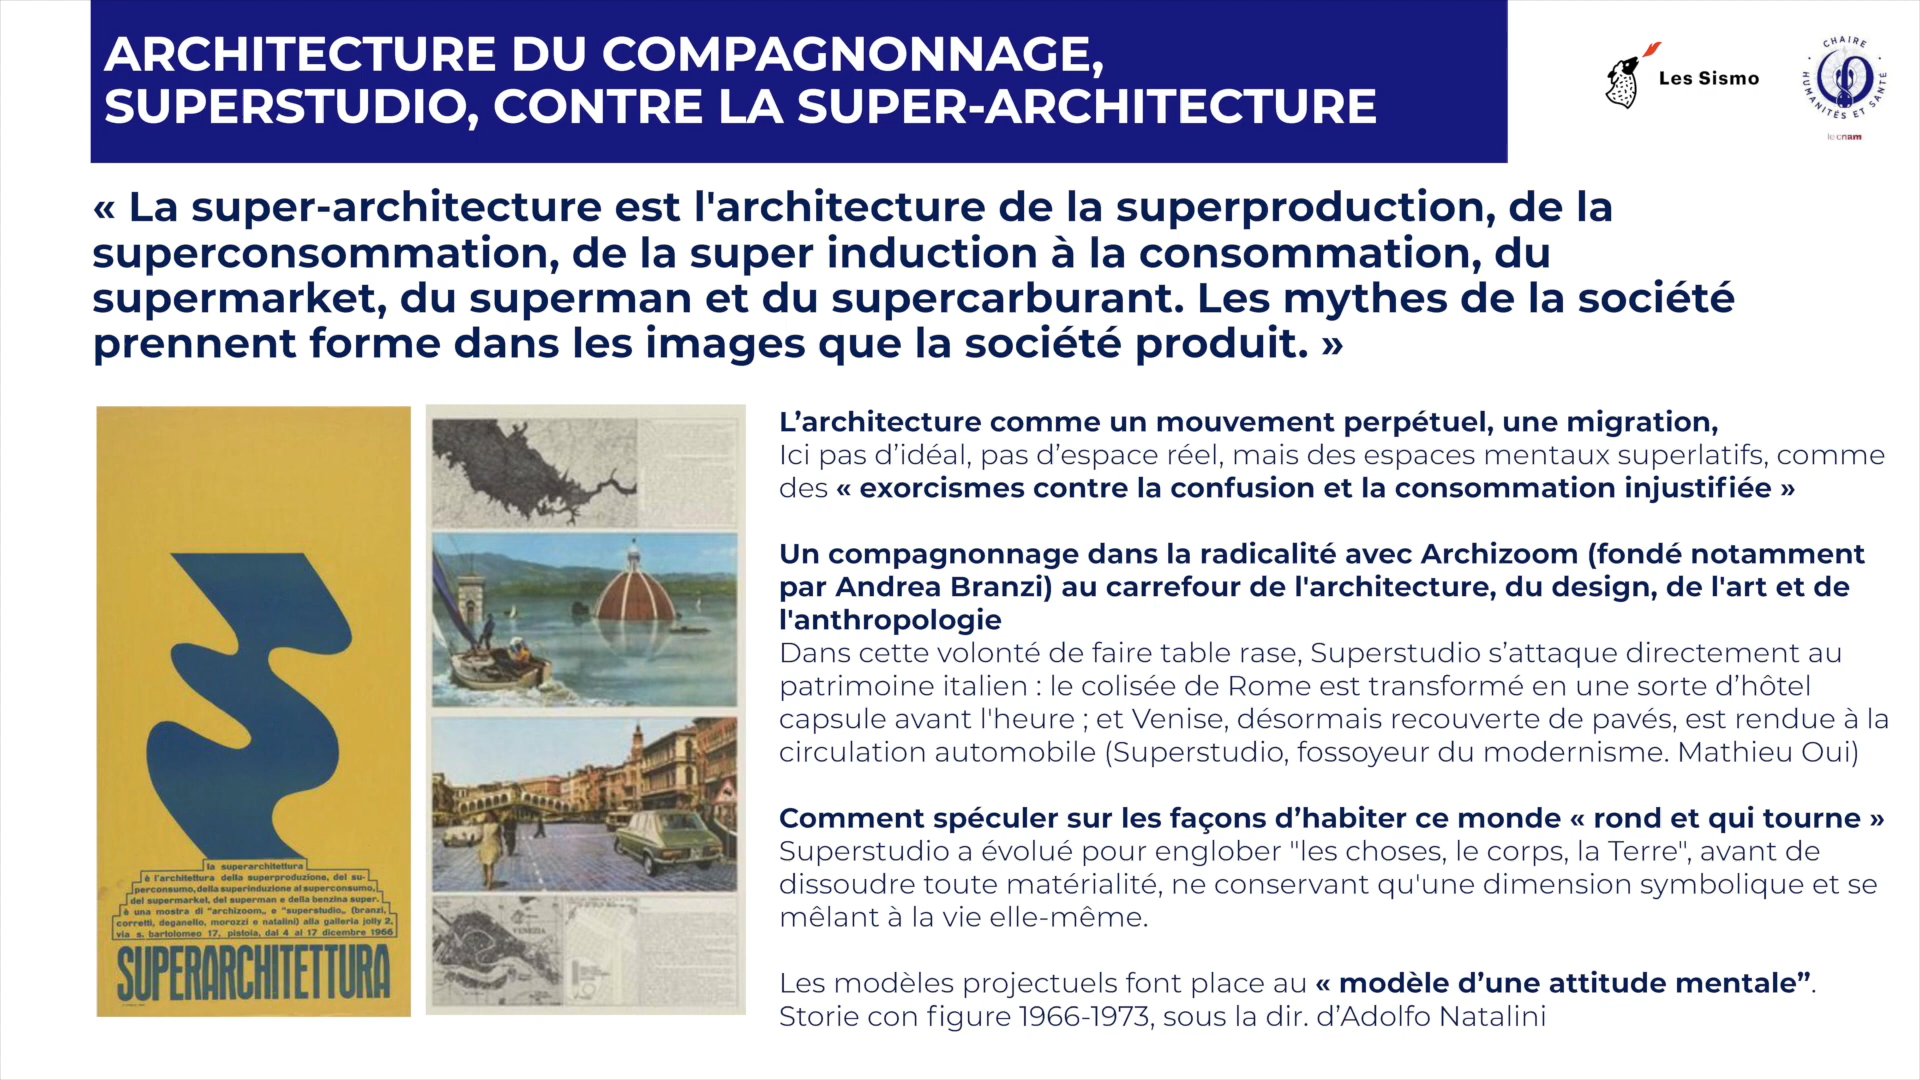 ARCHITECTURE DU COMPAGNONNAGE,
SUPERSTUDIO, CONTRE LA SUPER-ARCHITECTURE
Les Sismo
CHAIRE
HUMANITÉS ET SANTÉ
le cnam
« La super-architecture est l'architecture de la superproduction, de la
superconsommation, de la super induction à la consommation, du
supermarket, du superman et du supercarburant. Les mythes de la société
prennent forme dans les images que la société produit. »
la superarchitettura
è l'architettura della superproduzione, del su-
perconsumo, della superinduzione al superconsumo,
del supermarket, del superman e della benzina super.
è una mostra di "archizoom„ e "superstudio„ (branzi,
corretti, deganello, morozzi e natalini) alla galleria jolly 2,
via s. bartolomeo 17, pistoia, dal 4 al 17 dicembre 1966
SUPERARCHITETTURA
VENEZIA
L’architecture comme un mouvement perpétuel, une migration,
Ici pas d’idéal, pas d’espace réel, mais des espaces mentaux superlatifs, comme
des « exorcismes contre la confusion et la consommation injustifiée »
Un compagnonnage dans la radicalité avec Archizoom (fondé notamment
par Andrea Branzi) au carrefour de l'architecture, du design, de l'art et de
l'anthropologie
Dans cette volonté de faire table rase, Superstudio s’attaque directement au
patrimoine italien : le colisée de Rome est transformé en une sorte d’hôtel
capsule avant l'heure ; et Venise, désormais recouverte de pavés, est rendue à la
circulation automobile (Superstudio, fossoyeur du modernisme. Mathieu Oui)
Comment spéculer sur les façons d’habiter ce monde « rond et qui tourne »
Superstudio a évolué pour englober "les choses, le corps, la Terre", avant de
dissoudre toute matérialité, ne conservant qu'une dimension symbolique et se
mêlant à la vie elle-même.
Les modèles projectuels font place au « modèle d’une attitude mentale”.
Storie con figure 1966-1973, sous la dir. d’Adolfo Natalini